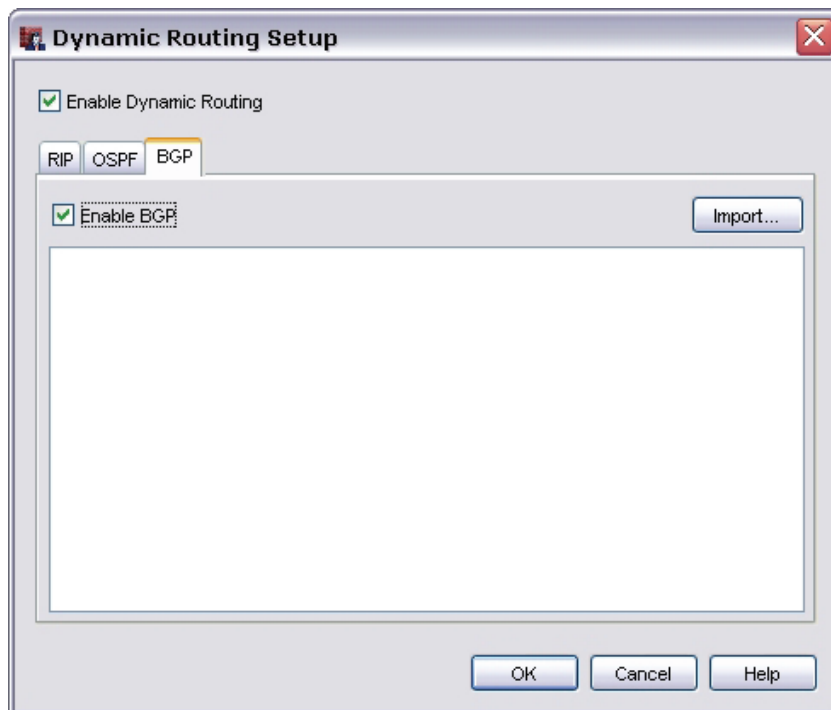 Dynamic Routing Setup
Enable Dynamic Routing
RIP OSPF BGP
Enable BGP Import...
OK Cancel Help